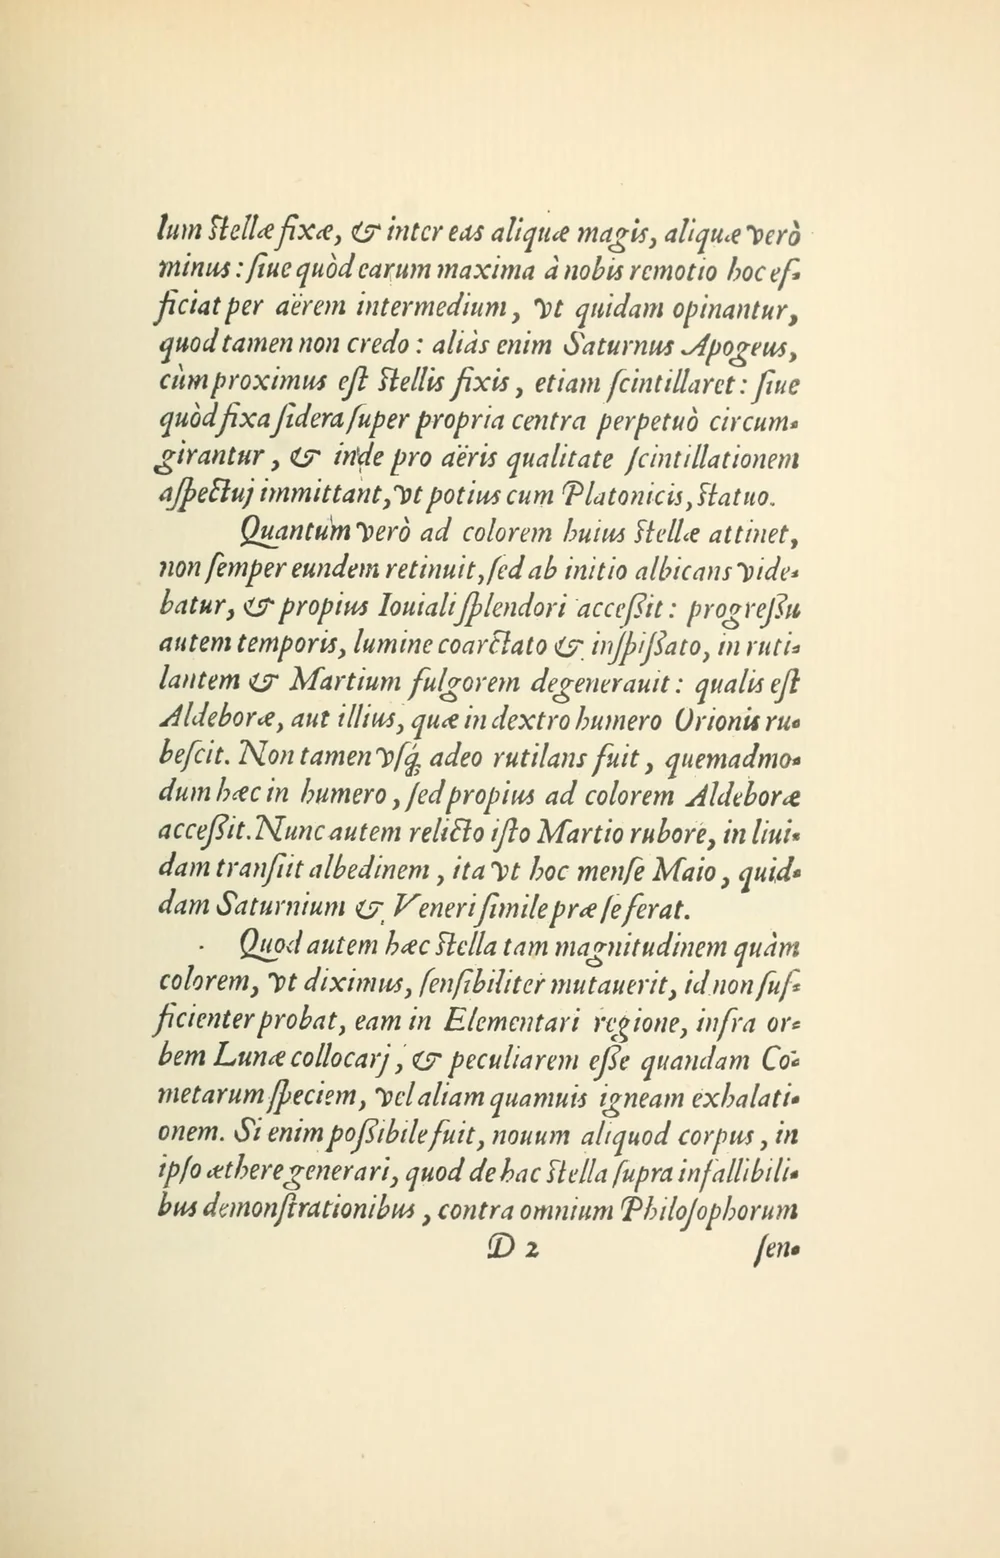 lum ſtellæ fixæ, & inter eas aliquæ magis, aliquæ verò
minus: ſiue quòd earum maxima à nobis remotio hoc ef-
ficiat per aërem intermedium, vt quidam opinantur,
quod tamen non credo: aliàs enim Saturnus Apogeus,
cùm proximus eſt ſtellis fixis, etiam ſcintillaret: ſiue
quòd fixa ſidera ſuper propria centra perpetuò circum-
girantur, & inde pro aëris qualitate ſcintillationem
aſpectuj immittant, vt potius cum Platonicis, ſtatuo.
Quantum verò ad colorem huius ſtellæ attinet,
non ſemper eundem retinuit, ſed ab initio albicans vide-
batur, & propius Iouiali ſplendori acceſſit: progreſſu
autem temporis, lumine coarctato & inſpiſſato, in ruti-
lantem & Martium fulgorem degenerauit: qualis eſt
Aldeboræ, aut illius, quæ in dextro humero Orionis ru-
beſcit. Non tamen vſq; adeo rutilans fuit, quemadmo-
dum hæc in humero, ſed propius ad colorem Aldeboræ
acceſſit. Nunc autem relicto iſto Martio rubore, in liui-
dam tranſiit albedinem, ita vt hoc menſe Maio, quid-
dam Saturnium & Veneri ſimile præ ſe ferat.
Quod autem hæc ſtella tam magnitudinem quàm
colorem, vt diximus, ſenſibiliter mutauerit, id non ſuf-
ficienter probat, eam in Elementari regione, infra or-
bem Lunæ collocarj, & peculiarem eſſe quandam Co-
metarum ſpeciem, vel aliam quamuis igneam exhalati-
onem. Si enim poſſibile fuit, nouum aliquod corpus, in
ipſo æthere generari, quod de hac ſtella ſupra infallibili-
bus demonſtrationibus, contra omnium Philoſophorum
D 2 ſen-